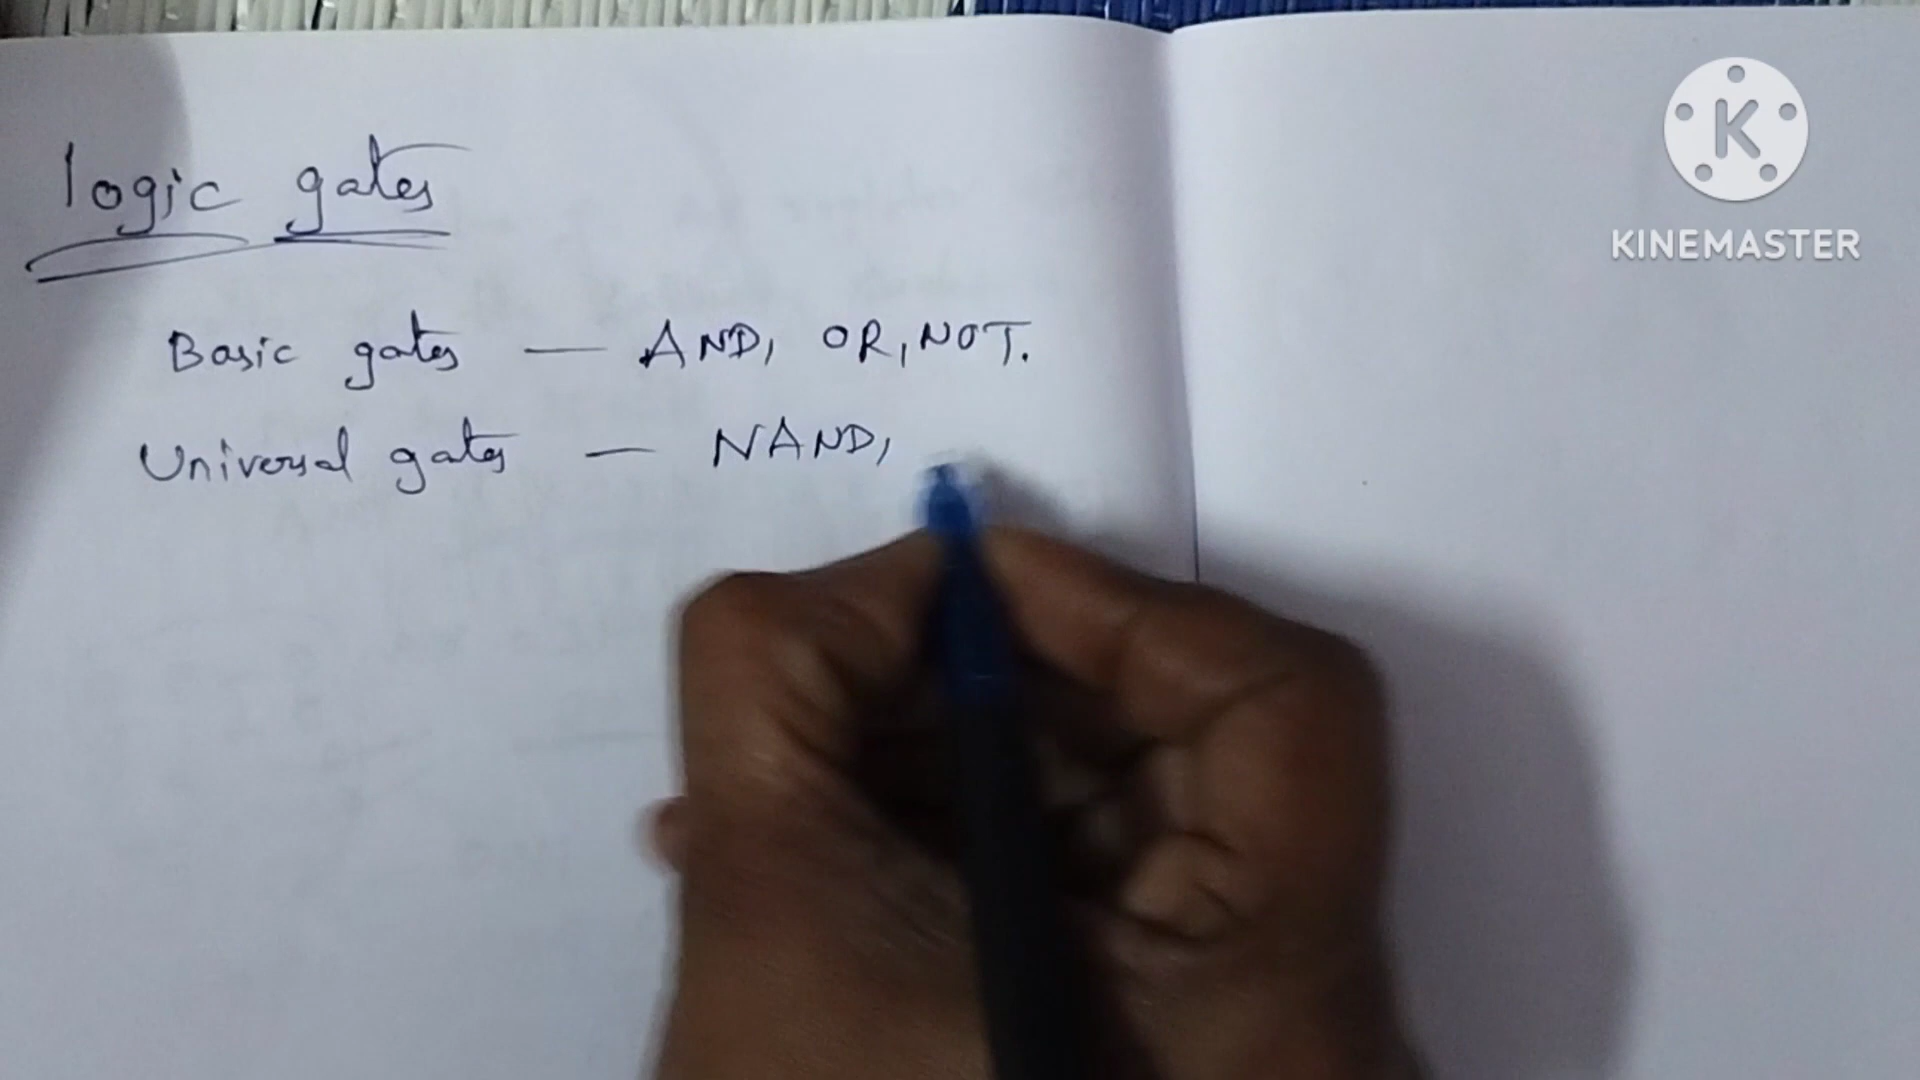 logic gates
KINEMASTER
Basic gates — AND, OR, NOT.
Universal gates — NAND,